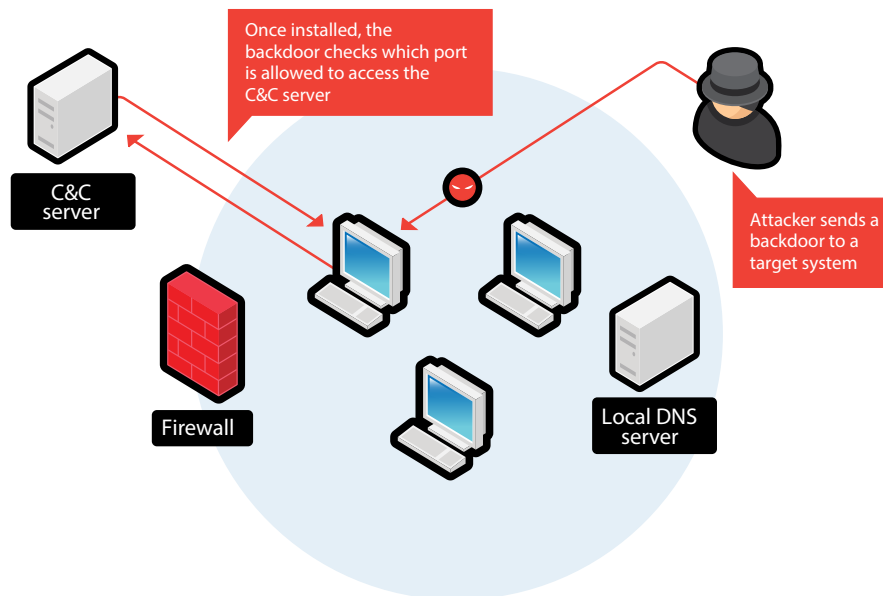 Once installed, the
backdoor checks which port
is allowed to access the
C&C server
C&C
server
Attacker sends a
backdoor to a
target system
Firewall
Local DNS
server